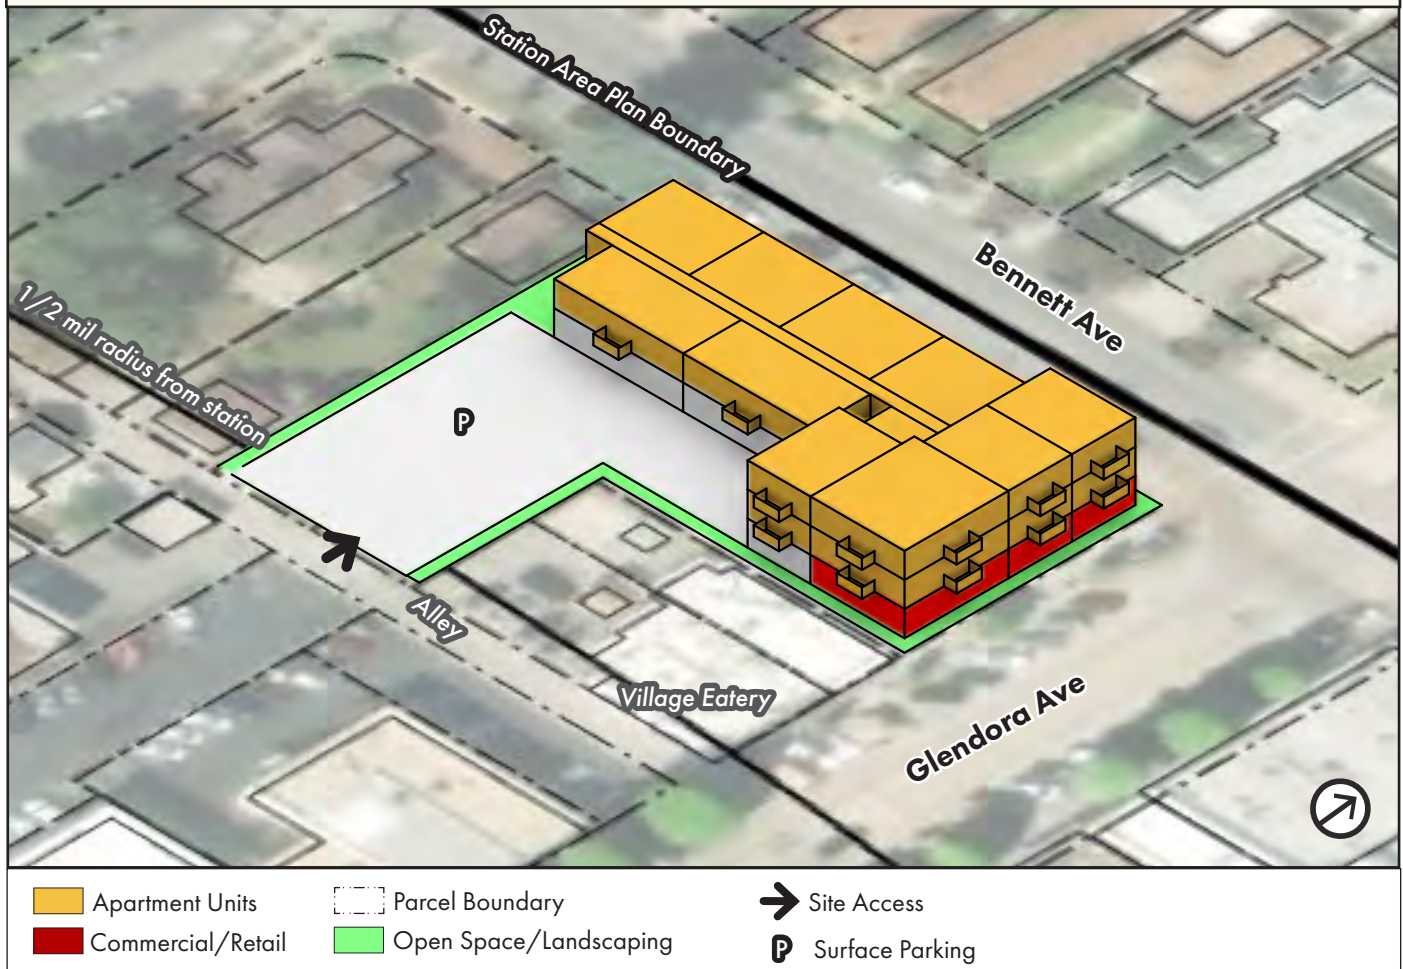 Station Area Plan Boundary
Bennett Ave
1//2 mil radius from station
P
Alley
Village Eatery
Glendora Ave
Apartment Units
Parcel Boundary
Site Access
Commercial/Retail
Open Space/Landscaping
P Surface Parking